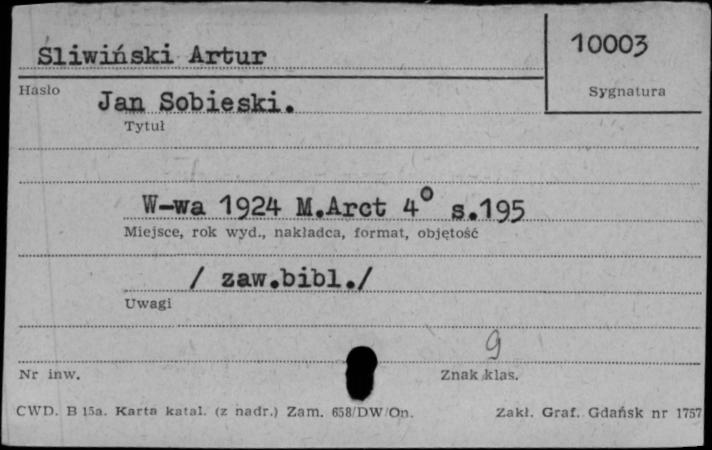 Śliwiński Artur
10003
Hasło
Sygnatura
Jan Sobieski.
Tytuł
W-wa 1924 M.Arct 4° s.195
Miejsce, rok wyd., nakładca, format, objętość
/ zaw.bibl./
Uwagi
9
Nr inw.
Znak klas.
CWD. B 15a. Karta katal. (z nadr.) Zam. 658/DW/On. Zakł. Graf. Gdańsk nr 1757